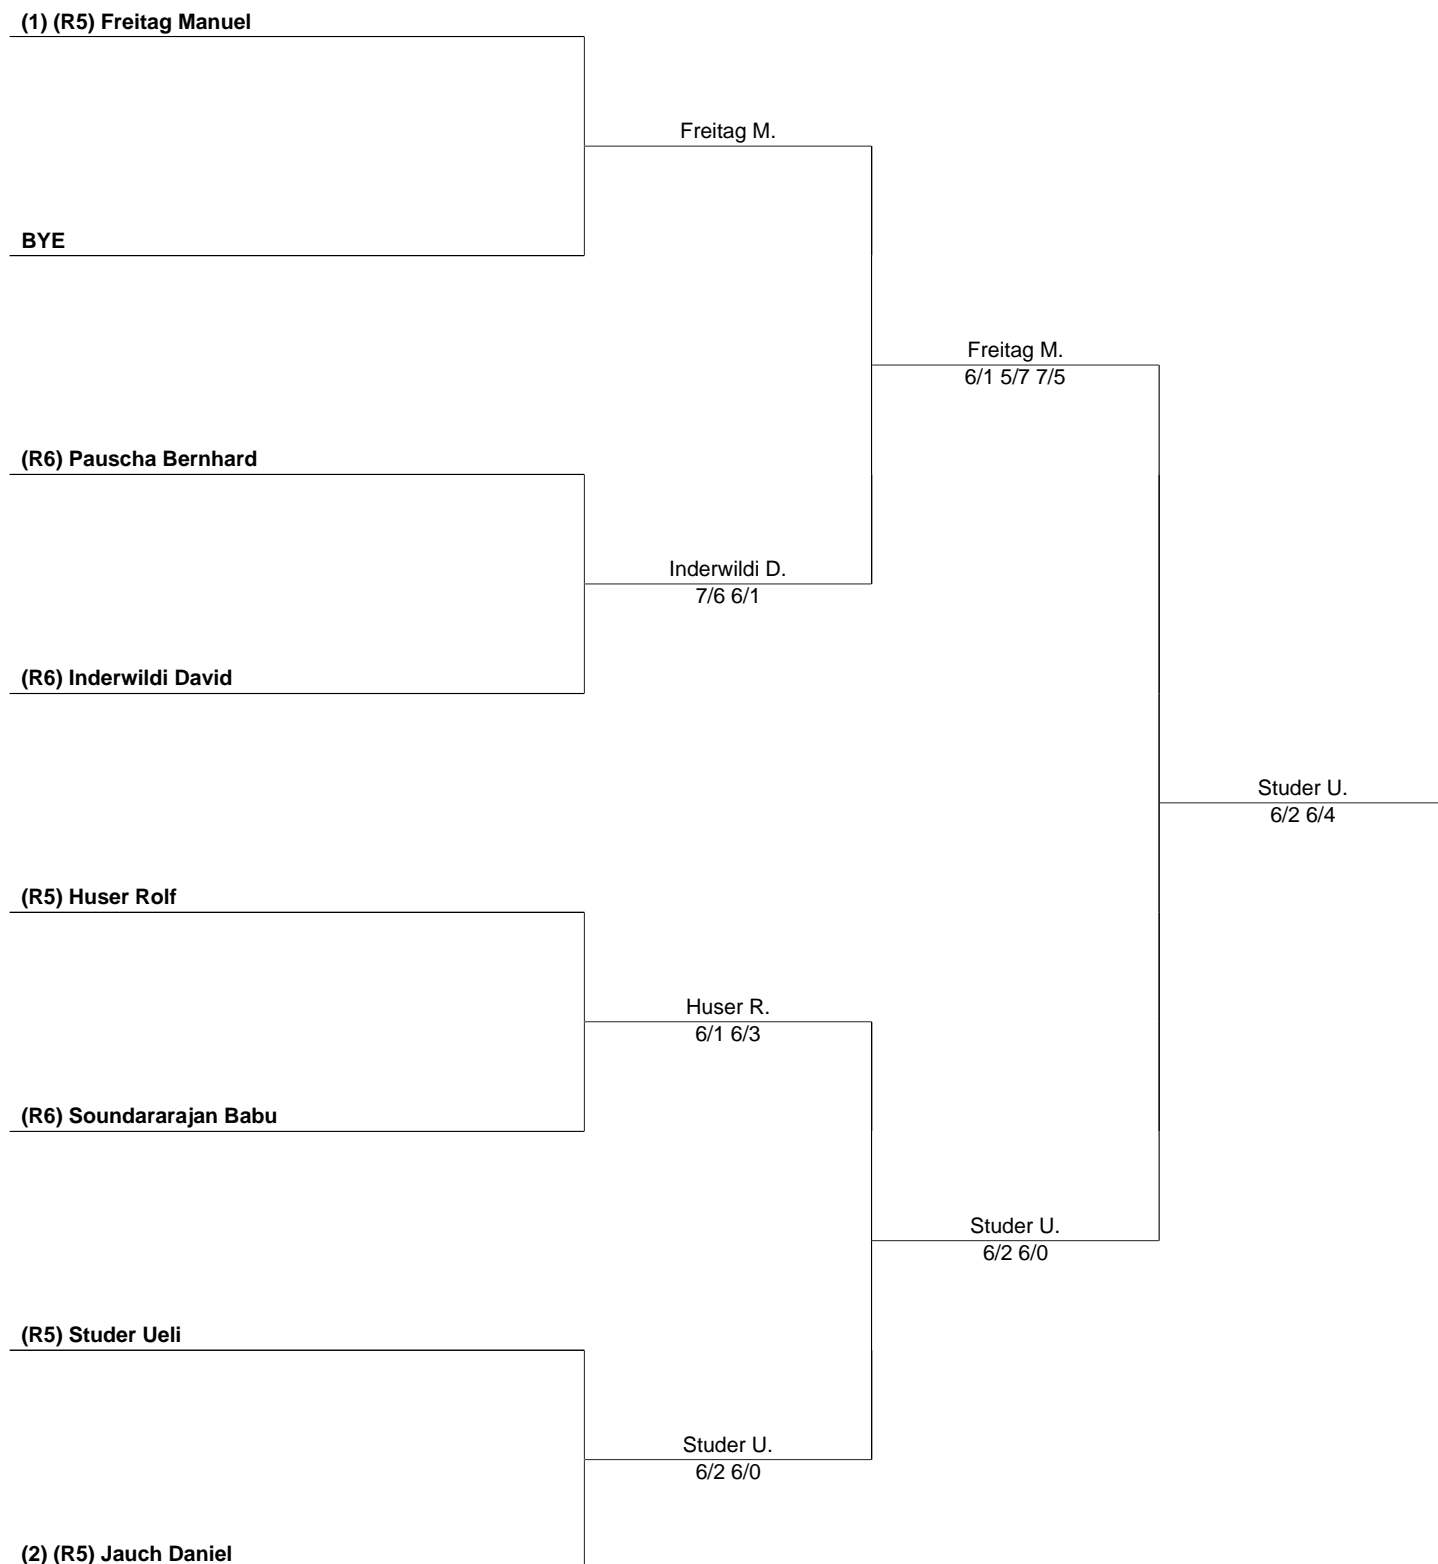 (1) (R5) Freitag Manuel
Freitag M.
BYE
Freitag M.
6/1 5/7 7/5
(R6) Pauscha Bernhard
Inderwildi D.
7/6 6/1
(R6) Inderwildi David
Studer U.
6/2 6/4
(R5) Huser Rolf
Huser R.
6/1 6/3
(R6) Soundararajan Babu
Studer U.
6/2 6/0
(R5) Studer Ueli
Studer U.
6/2 6/0
(2) (R5) Jauch Daniel